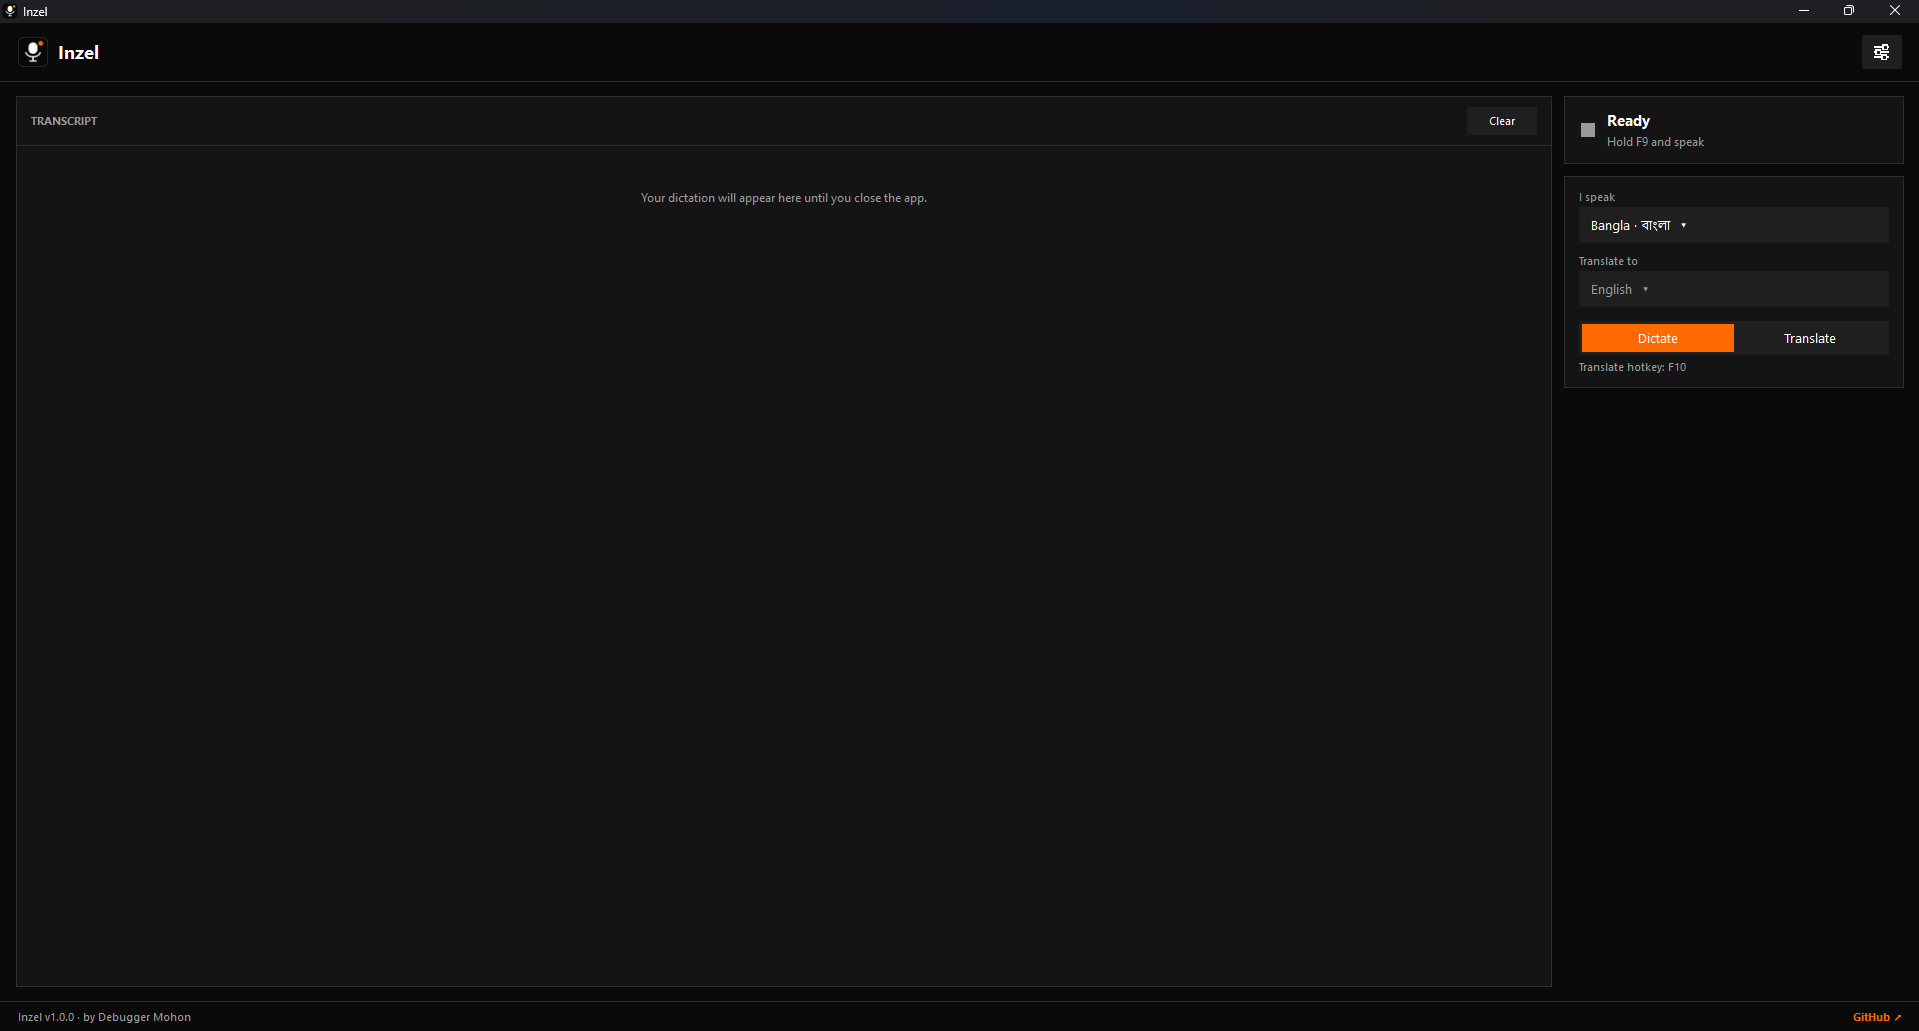 Inzel
Inzel
TRANSCRIPT
Clear
Your dictation will appear here until you close the app.
Ready
Hold F9 and speak
I speak
Bangla · বাংলা ▾
Translate to
English ▾
Dictate Translate
Translate hotkey: F10
Inzel v1.0.0 · by Debugger Mohon
GitHub ↗